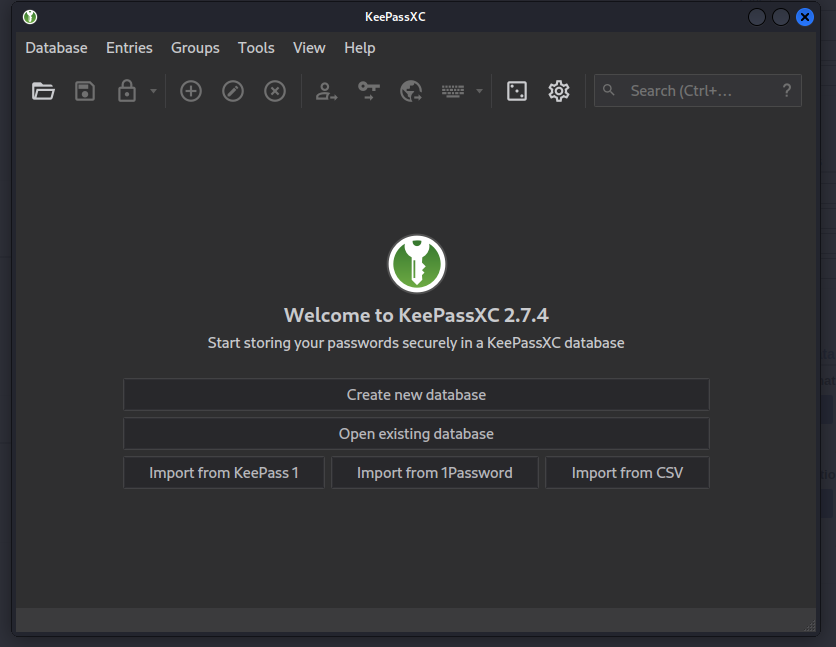 KeePassXC
Database Entries Groups Tools View Help
Search (Ctrl+... ?
Welcome to KeePassXC 2.7.4
Start storing your passwords securely in a KeePassXC database
Create new database
Open existing database
Import from KeePass 1 Import from 1Password Import from CSV